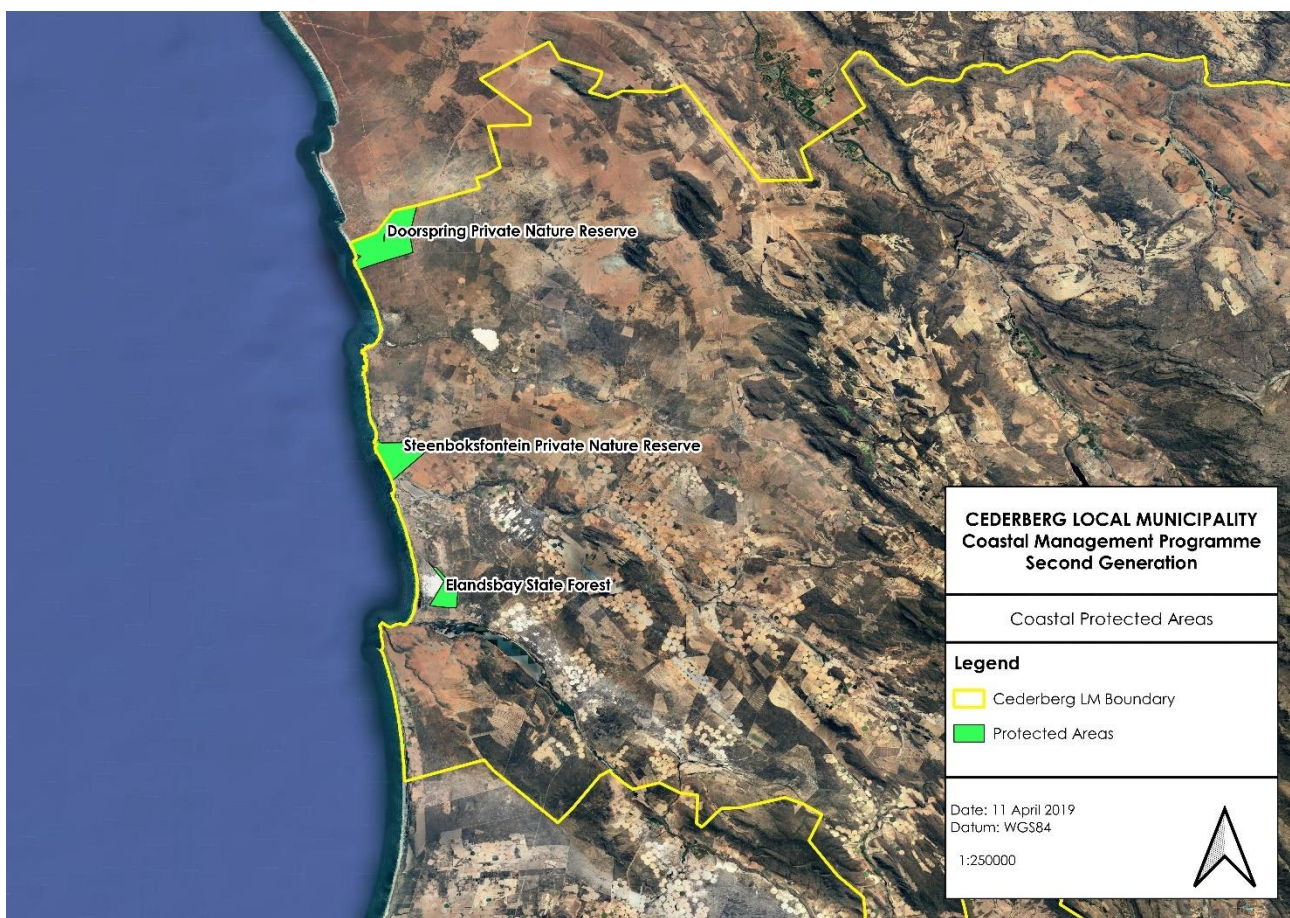 Doorspring Private Nature Reserve
Steenboksfontein Private Nature Reserve
Elandsbay State Forest
CEDERBERG LOCAL MUNICIPALITY
Coastal Management Programme
Second Generation
Coastal Protected Areas
Legend
Cederberg LM Boundary
Protected Areas
Date: 11 April 2019
Datum: WGS84
1:250000